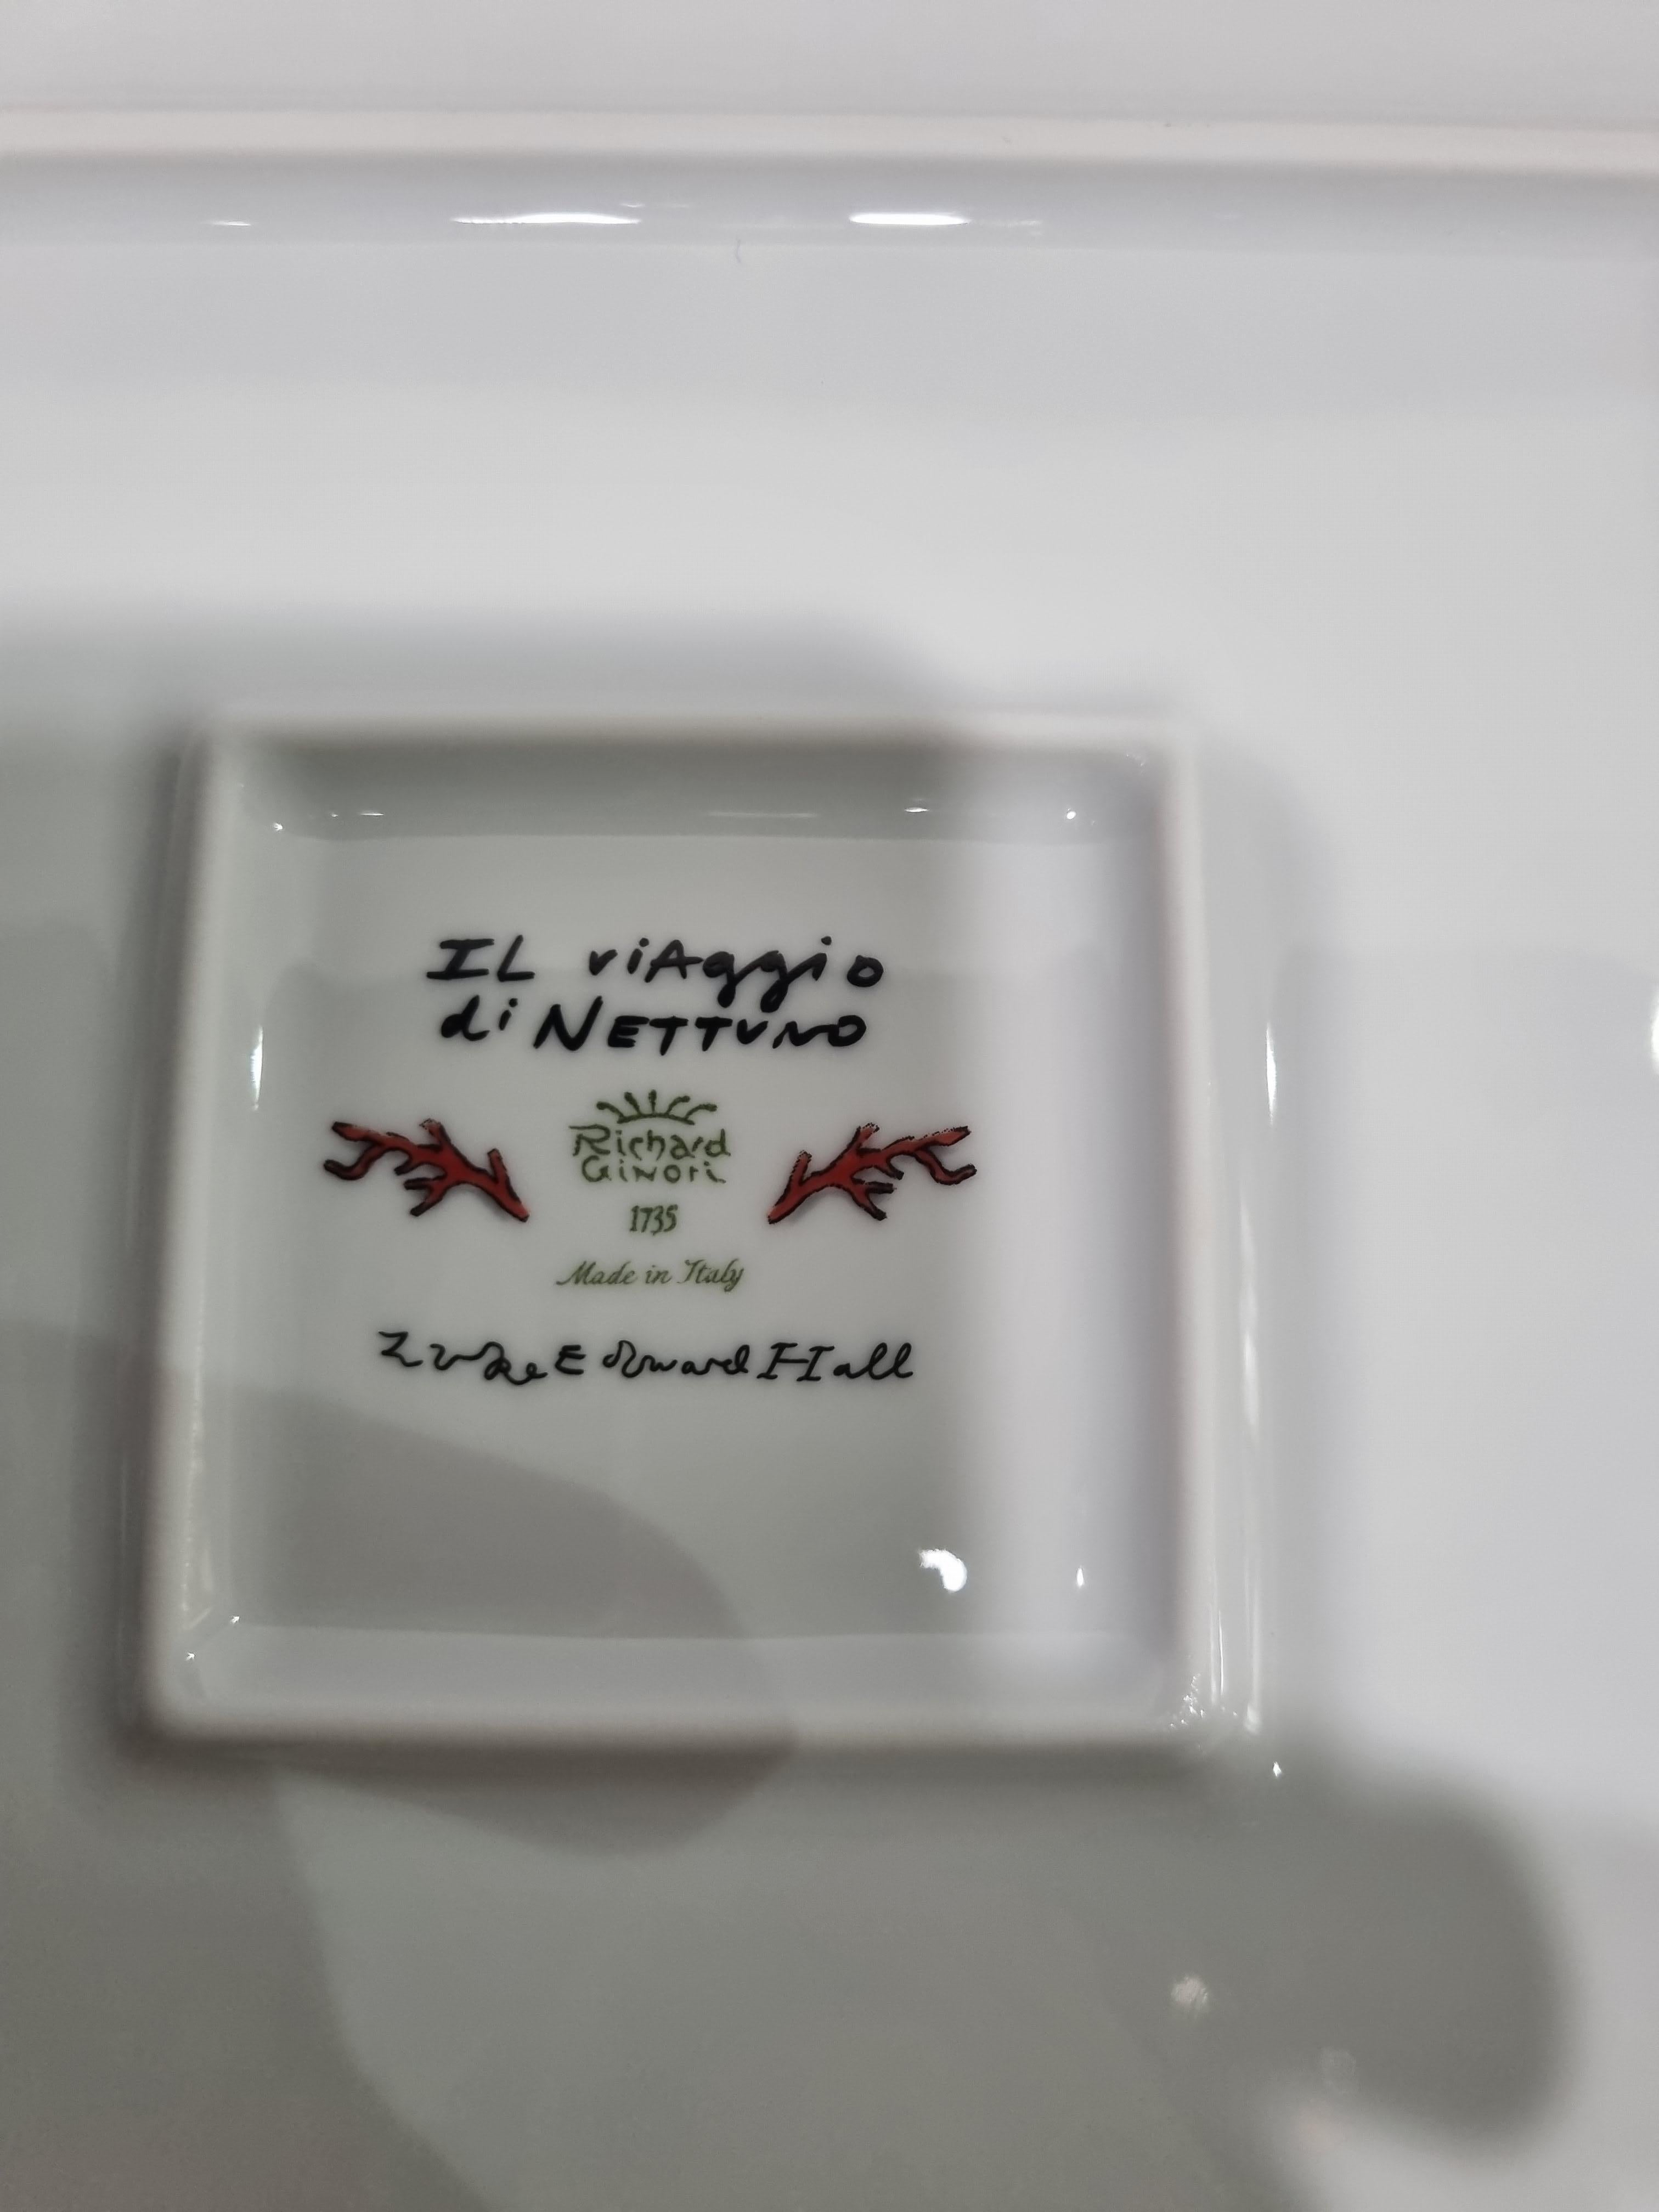 IL viAggio
di NETTUNO
Richard
Ginori
1735
Made in Italy
Luke Edward Hall